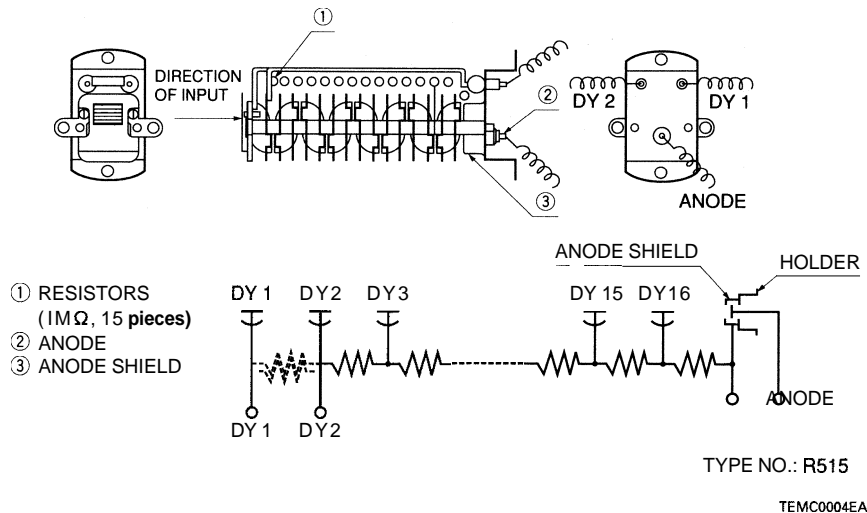 ①
DIRECTION
OF INPUT
②
③
DY 2
DY 1
ANODE
ANODE SHIELD
HOLDER
① RESISTORS
(1MΩ, 15 pieces)
② ANODE
③ ANODE SHIELD
DY 1
DY2
DY3
DY 15
DY16
DY 1
DY2
ANODE
TYPE NO.: R515
TEMC0004EA